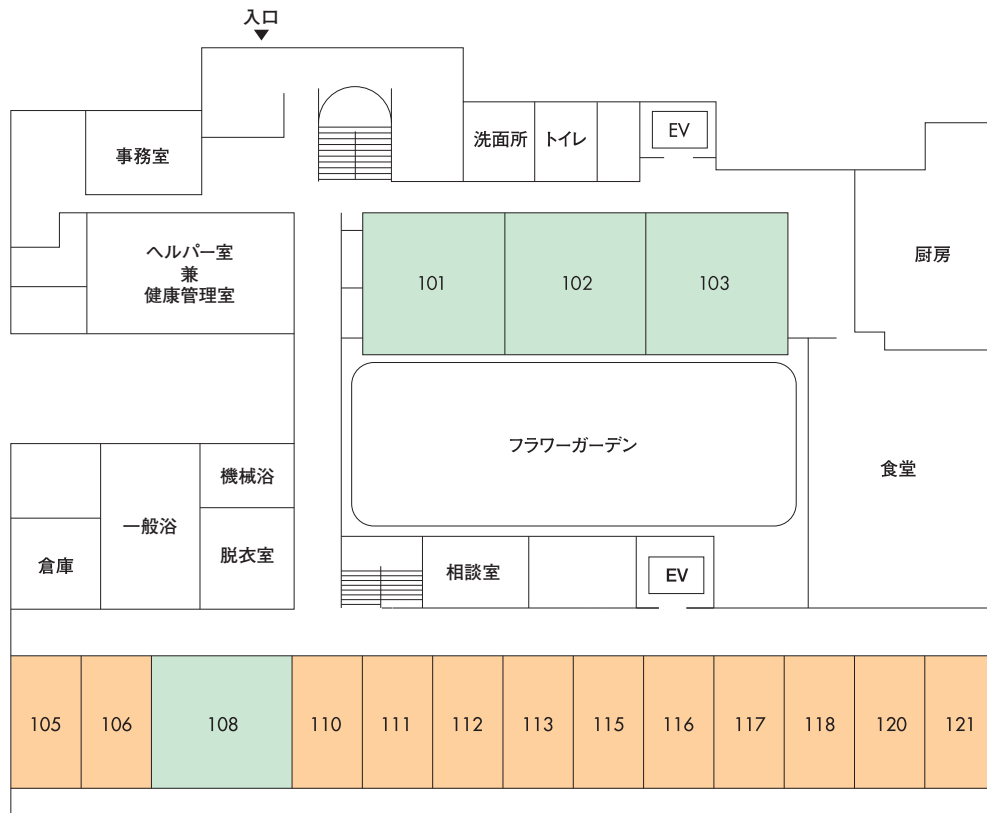 入口
洗面所
トイレ
EV
事務室
ヘルパー室
兼
健康管理室
101
102
103
厨房
フラワーガーデン
食堂
機械浴
一般浴
脱衣室
倉庫
相談室
EV
105
106
108
110
111
112
113
115
116
117
118
120
121